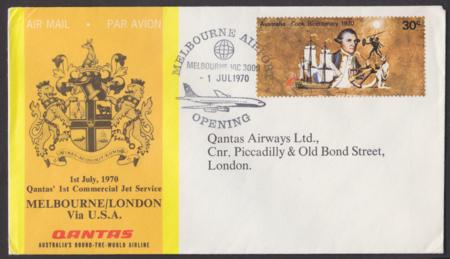 AIR MAIL • PAR AVION
1st July, 1970
Qantas' 1st Commercial Jet Service
MELBOURNE/LONDON
Via U.S.A.
QANTAS
AUSTRALIA'S ROUND-THE-WORLD AIRLINE
MELBOURNE AIRPORT
MELBOURNE VIC 3000
- 1 JUL 1970
OPENING
Australia Cook Bicentenary 1970
30c
Qantas Airways Ltd.,
Cnr. Piccadilly & Old Bond Street,
London.